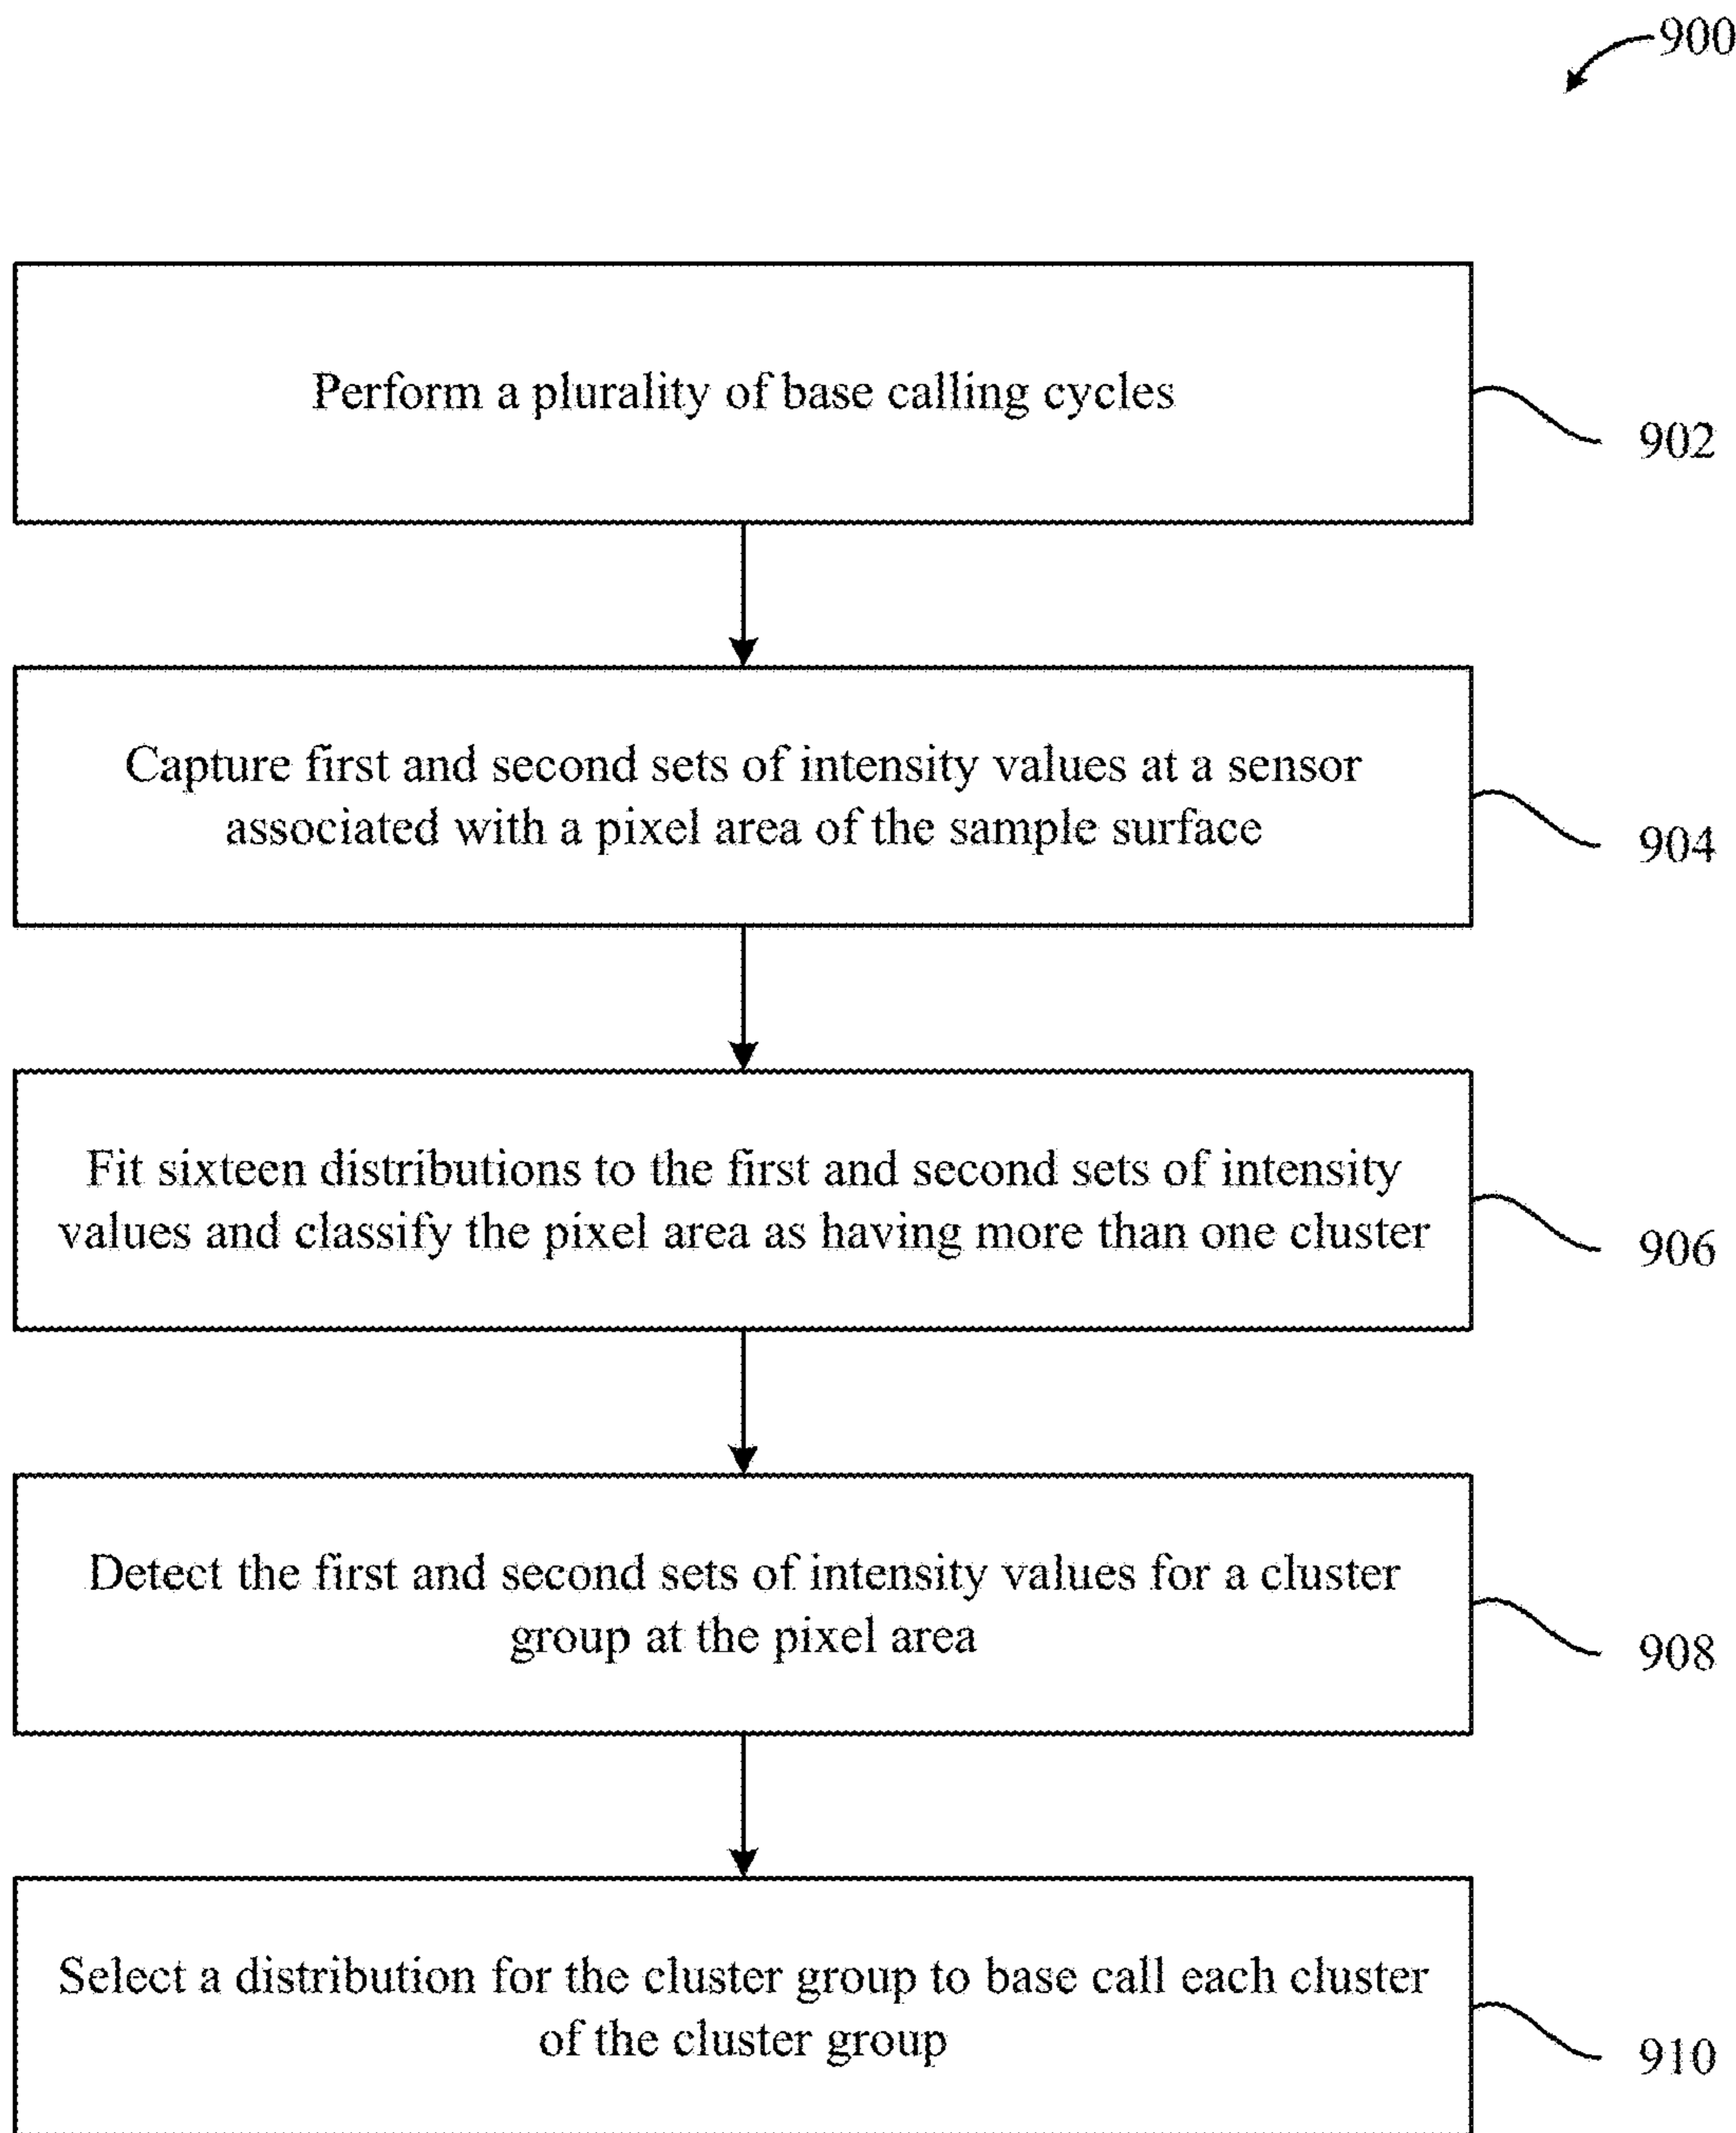 900
Perform a plurality of base calling cycles
902
Capture first and second sets of intensity values at a sensor
associated with a pixel area of the sample surface
904
Fit sixteen distributions to the first and second sets of intensity
values and classify the pixel area as having more than one cluster
906
Detect the first and second sets of intensity values for a cluster
group at the pixel area
908
Select a distribution for the cluster group to base call each cluster
of the cluster group
910